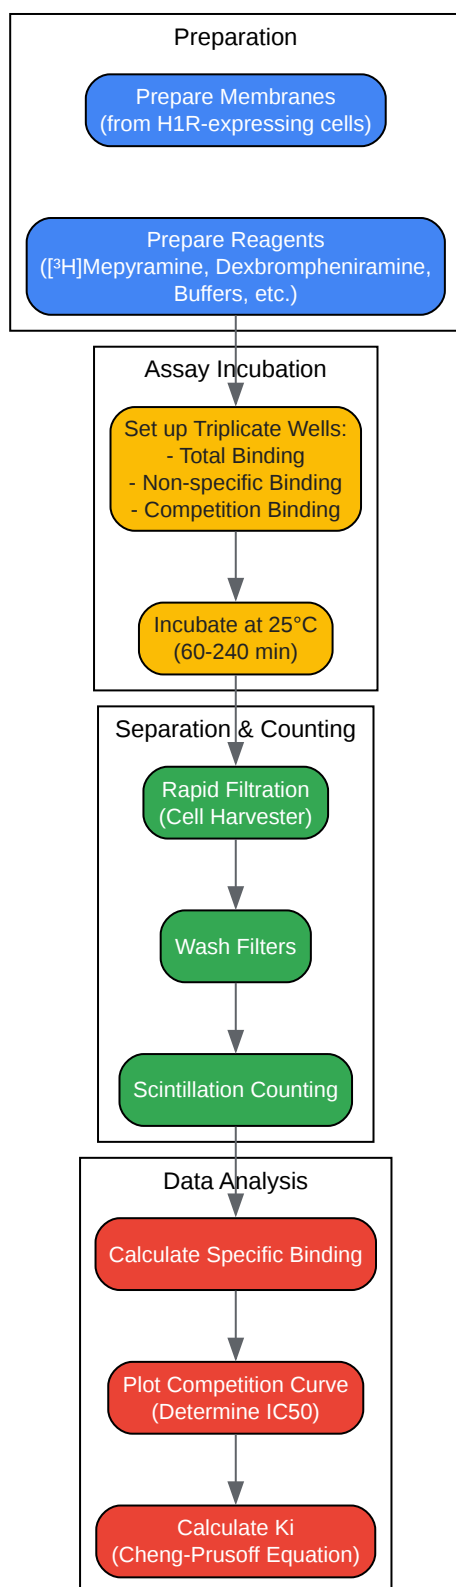 Preparation
Prepare Membranes
(from H1R-expressing cells)
Prepare Reagents
([³H]Mepyramine, Dexbrompheniramine,
Buffers, etc.)
Assay Incubation
Set up Triplicate Wells:
- Total Binding
- Non-specific Binding
- Competition Binding
Incubate at 25°C
(60-240 min)
Separation & Counting
Rapid Filtration
(Cell Harvester)
Wash Filters
Scintillation Counting
Data Analysis
Calculate Specific Binding
Plot Competition Curve
(Determine IC50)
Calculate Ki
(Cheng-Prusoff Equation)